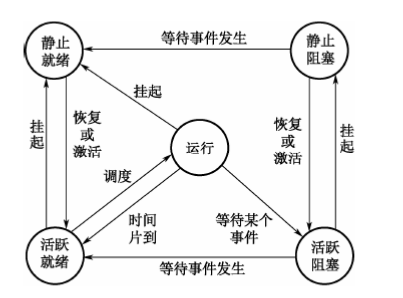 等待事件发生
静止
就绪
静止
阻塞
挂起
恢复
或
激活
挂
起
调度
运行
恢复
或
激活
挂
起
时间
片到
等待某个
事件
活跃
就绪
活跃
阻塞
等待事件发生